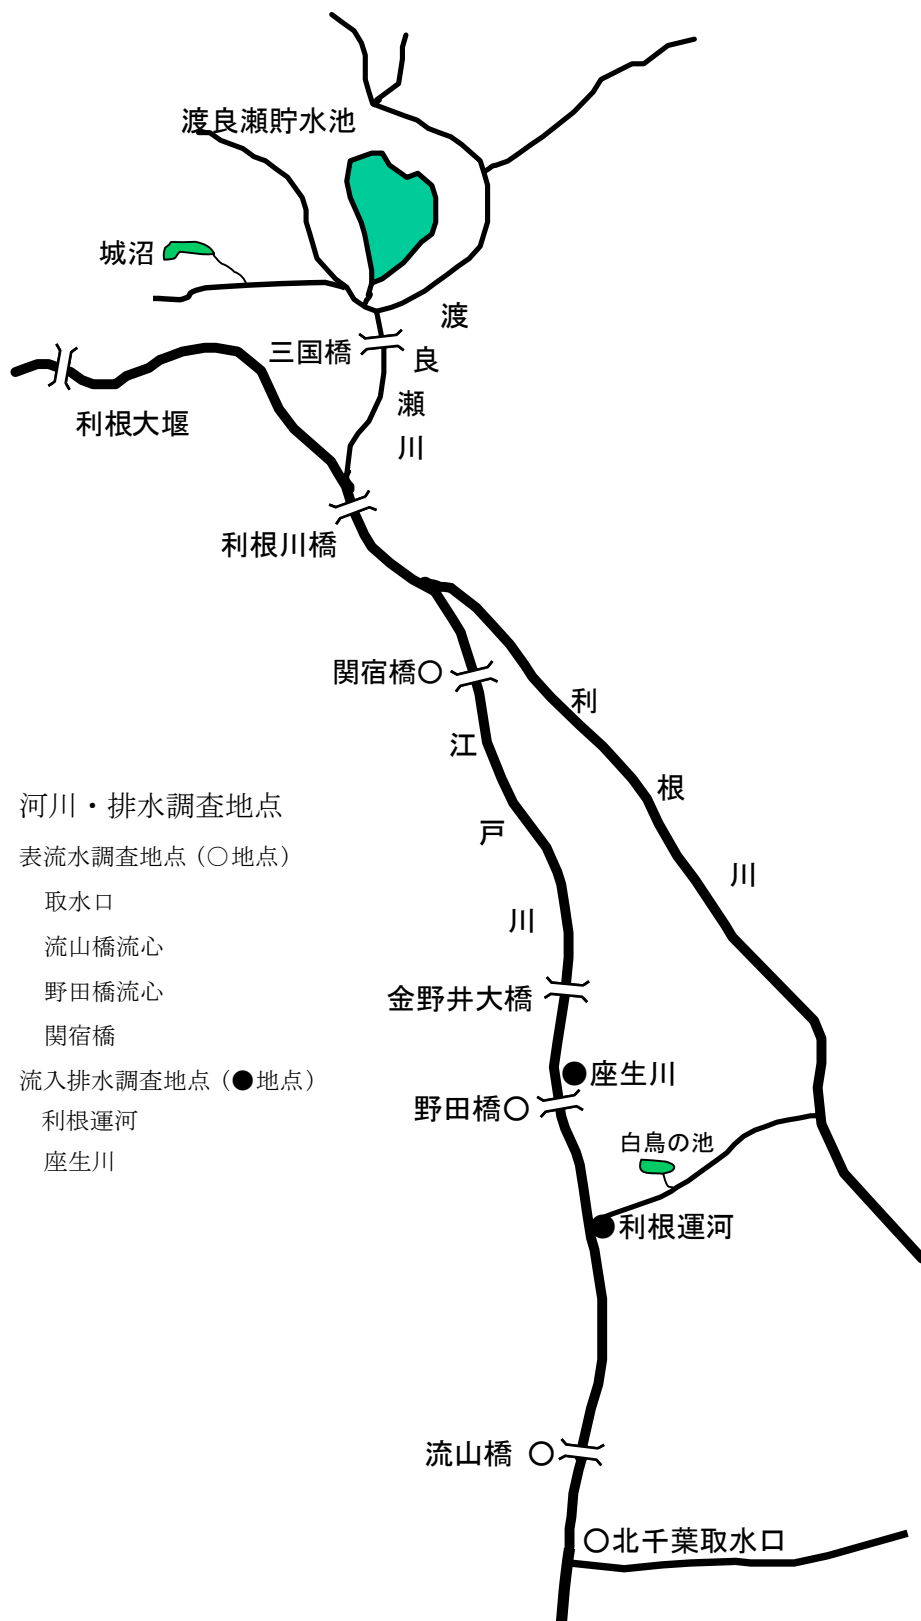 渡良瀬貯水池
城沼
渡良瀬川
三国橋
利根大堰
利根川橋
関宿橋○
利根川
江戸川
河川・排水調査地点
表流水調査地点（○地点）
取水口
流山橋流心
野田橋流心
関宿橋
流入排水調査地点（●地点）
利根運河
座生川
金野井大橋
●座生川
野田橋○
白鳥の池
●利根運河
流山橋 ○
○北千葉取水口